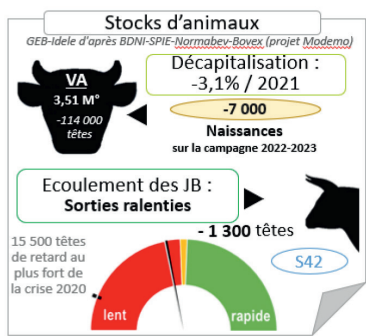 Stocks d'animaux
GEB-Idele d'après BDNI-SPIE-Normabev-Bovex (projet Modemo)
VA
3,51 M°
-114 000
têtes
Décapitalisation :
-3,1% / 2021
-7 000
Naissances
sur la campagne 2022-2023
Ecoulement des JB :
Sorties ralenties
- 1 300 têtes
15 500 têtes
de retard au
plus fort de
la crise 2020
S42
lent
rapide